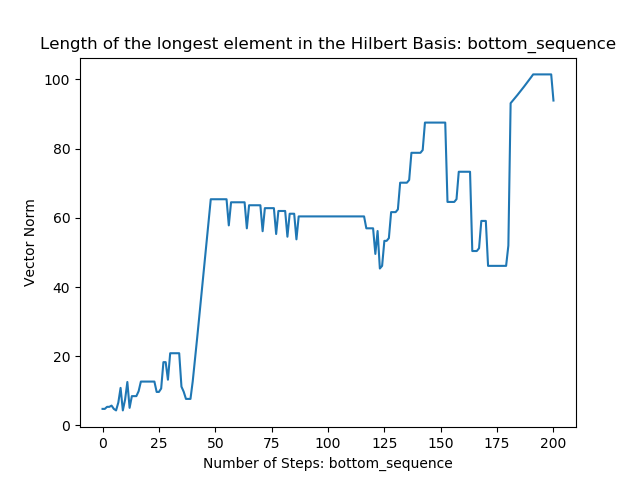 Length of the longest element in the Hilbert Basis: bottom_sequence
100
80
60
40
20
0
Vector Norm
0 25 50 75 100 125 150 175 200
Number of Steps: bottom_sequence